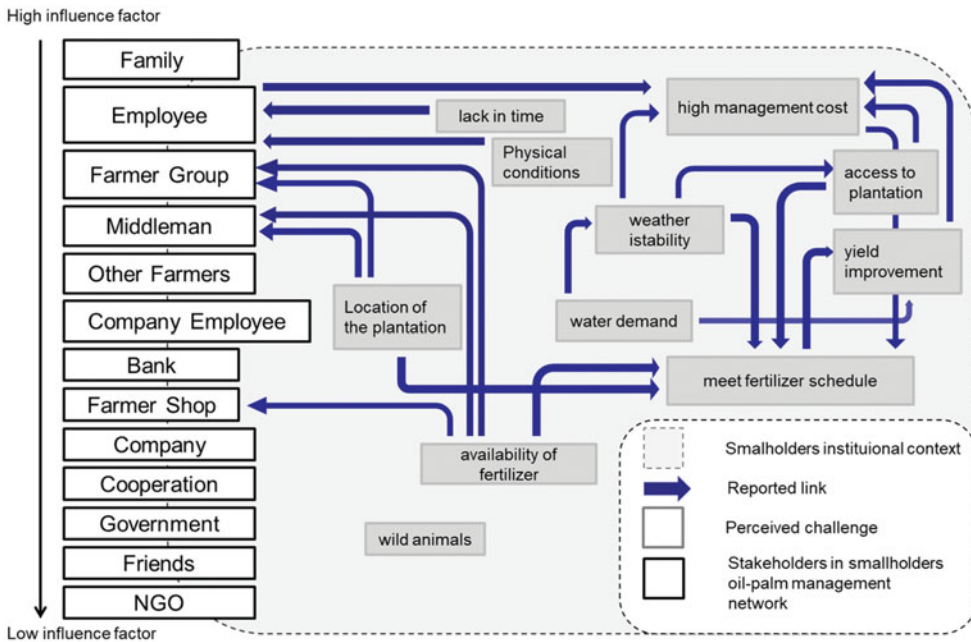 High influence factor
Family
Employee
Farmer Group
Middleman
Other Farmers
Company Employee
Bank
Farmer Shop
Company
Cooperation
Government
Friends
NGO
Low influence factor
lack in time
high management cost
Physical
conditions
access to
plantation
weather
istability
yield
improvement
Location of
the plantation
water demand
meet fertilizer schedule
availability of
fertilizer
wild animals
Smalholders instituional context
Reported link
Perceived challenge
Stakeholders in smallholders
oil-palm management
network